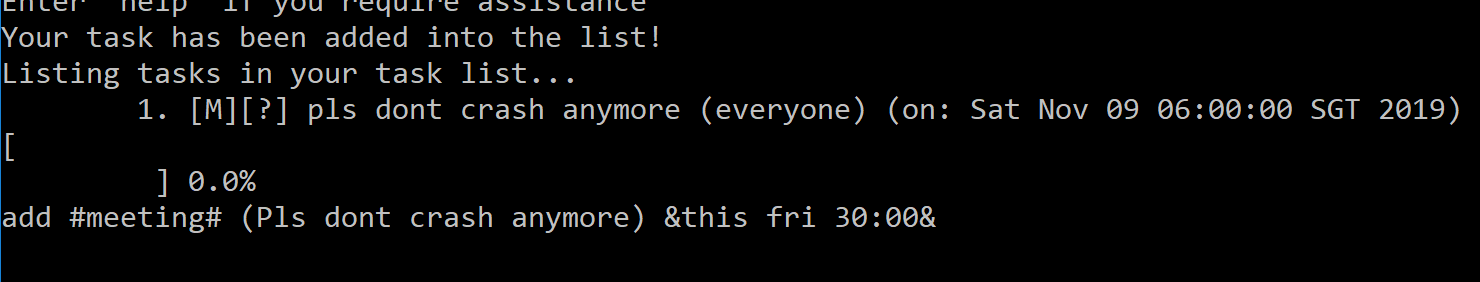 Enter 'help' if you require assistance
Your task has been added into the list!
Listing tasks in your task list...
1. [M][?] pls dont crash anymore (everyone) (on: Sat Nov 09 06:00:00 SGT 2019)
[
] 0.0%
add #meeting# (Pls dont crash anymore) &this fri 30:00&